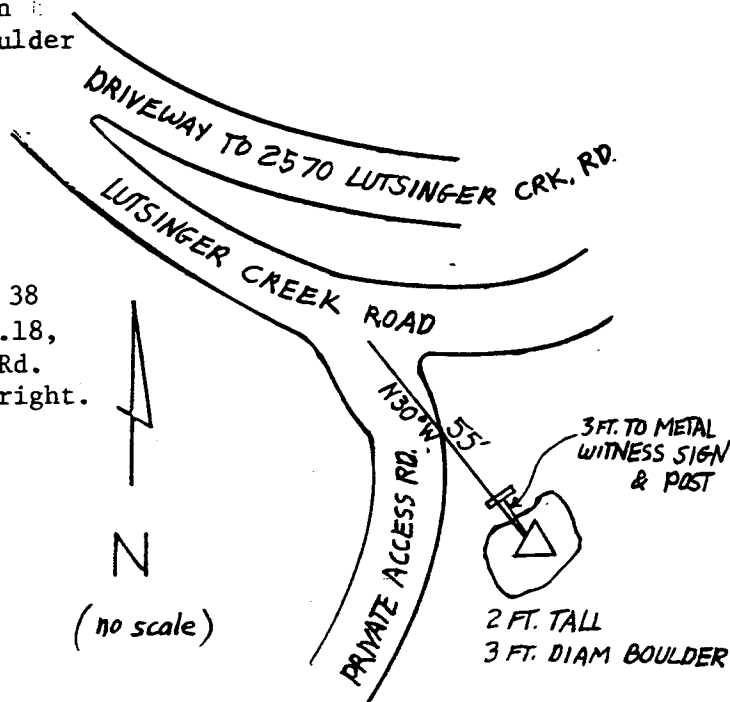 n
ulder
DRIVEWAY TO 2570 LUTSINGER CRK. RD.
LUTSINGER CREEK ROAD
38
.18,
Rd.
right.
N30°W 55'
3 FT. TO METAL
WITNESS SIGN
& POST
PRIVATE ACCESS RD.
N
(no scale)
2 FT. TALL
3 FT. DIAM BOULDER